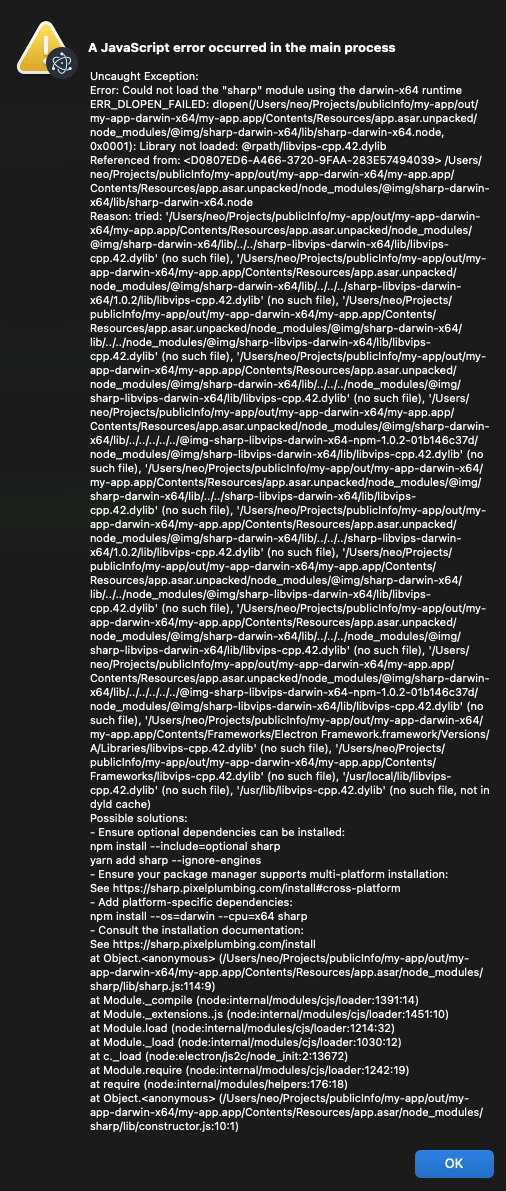 A JavaScript error occurred in the main process
Uncaught Exception:
Error: Could not load the "sharp" module using the darwin-x64 runtime
ERR_DLOPEN_FAILED: dlopen(/Users/neo/Projects/publicInfo/my-app/out/
my-app-darwin-x64/my-app.app/Contents/Resources/app.asar.unpacked/
node_modules/@img/sharp-darwin-x64/lib/sharp-darwin-x64.node,
0x0001): Library not loaded: @rpath/libvips-cpp.42.dylib
Referenced from: <D0807ED6-A466-3720-9FAA-283E57494039> /Users/
neo/Projects/publicInfo/my-app/out/my-app-darwin-x64/my-app.app/
Contents/Resources/app.asar.unpacked/node_modules/@img/sharp-darwin-
x64/lib/sharp-darwin-x64.node
Reason: tried: '/Users/neo/Projects/publicInfo/my-app/out/my-app-darwin-
x64/my-app.app/Contents/Resources/app.asar.unpacked/node_modules/
@img/sharp-darwin-x64/lib/../../sharp-libvips-darwin-x64/lib/libvips-
cpp.42.dylib' (no such file), '/Users/neo/Projects/publicInfo/my-app/out/my-
app-darwin-x64/my-app.app/Contents/Resources/app.asar.unpacked/
node_modules/@img/sharp-darwin-x64/lib/../../../sharp-libvips-darwin-
x64/1.0.2/lib/libvips-cpp.42.dylib' (no such file), '/Users/neo/Projects/
publicInfo/my-app/out/my-app-darwin-x64/my-app.app/Contents/
Resources/app.asar.unpacked/node_modules/@img/sharp-darwin-x64/
lib/../../node_modules/@img/sharp-libvips-darwin-x64/lib/libvips-
cpp.42.dylib' (no such file), '/Users/neo/Projects/publicInfo/my-app/out/my-
app-darwin-x64/my-app.app/Contents/Resources/app.asar.unpacked/
node_modules/@img/sharp-darwin-x64/lib/../../../node_modules/@img/
sharp-libvips-darwin-x64/lib/libvips-cpp.42.dylib' (no such file), '/Users/
neo/Projects/publicInfo/my-app/out/my-app-darwin-x64/my-app.app/
Contents/Resources/app.asar.unpacked/node_modules/@img/sharp-darwin-
x64/lib/../../../../../@img-sharp-libvips-darwin-x64-npm-1.0.2-01b146c37d/
node_modules/@img/sharp-libvips-darwin-x64/lib/libvips-cpp.42.dylib' (no
such file), '/Users/neo/Projects/publicInfo/my-app/out/my-app-darwin-x64/
my-app.app/Contents/Resources/app.asar.unpacked/node_modules/@img/
sharp-darwin-x64/lib/../../sharp-libvips-darwin-x64/lib/libvips-
cpp.42.dylib' (no such file), '/Users/neo/Projects/publicInfo/my-app/out/my-
app-darwin-x64/my-app.app/Contents/Resources/app.asar.unpacked/
node_modules/@img/sharp-darwin-x64/lib/../../../sharp-libvips-darwin-
x64/1.0.2/lib/libvips-cpp.42.dylib' (no such file), '/Users/neo/Projects/
publicInfo/my-app/out/my-app-darwin-x64/my-app.app/Contents/
Resources/app.asar.unpacked/node_modules/@img/sharp-darwin-x64/
lib/../../node_modules/@img/sharp-libvips-darwin-x64/lib/libvips-
cpp.42.dylib' (no such file), '/Users/neo/Projects/publicInfo/my-app/out/my-
app-darwin-x64/my-app.app/Contents/Resources/app.asar.unpacked/
node_modules/@img/sharp-darwin-x64/lib/../../../node_modules/@img/
sharp-libvips-darwin-x64/lib/libvips-cpp.42.dylib' (no such file), '/Users/
neo/Projects/publicInfo/my-app/out/my-app-darwin-x64/my-app.app/
Contents/Resources/app.asar.unpacked/node_modules/@img/sharp-darwin-
x64/lib/../../../../../@img-sharp-libvips-darwin-x64-npm-1.0.2-01b146c37d/
node_modules/@img/sharp-libvips-darwin-x64/lib/libvips-cpp.42.dylib' (no
such file), '/Users/neo/Projects/publicInfo/my-app/out/my-app-darwin-x64/
my-app.app/Contents/Frameworks/Electron Framework.framework/Versions/
A/Libraries/libvips-cpp.42.dylib' (no such file), '/Users/neo/Projects/
publicInfo/my-app/out/my-app-darwin-x64/my-app.app/Contents/
Frameworks/libvips-cpp.42.dylib' (no such file), '/usr/local/lib/libvips-
cpp.42.dylib' (no such file), '/usr/lib/libvips-cpp.42.dylib' (no such file, not in
dyld cache)
Possible solutions:
- Ensure optional dependencies can be installed:
npm install --include=optional sharp
yarn add sharp --ignore-engines
- Ensure your package manager supports multi-platform installation:
See https://sharp.pixelplumbing.com/install#cross-platform
- Add platform-specific dependencies:
npm install --os=darwin --cpu=x64 sharp
- Consult the installation documentation:
See https://sharp.pixelplumbing.com/install
at Object.<anonymous> (/Users/neo/Projects/publicInfo/my-app/out/my-
app-darwin-x64/my-app.app/Contents/Resources/app.asar/node_modules/
sharp/lib/sharp.js:114:9)
at Module._compile (node:internal/modules/cjs/loader:1391:14)
at Module._extensions..js (node:internal/modules/cjs/loader:1451:10)
at Module.load (node:internal/modules/cjs/loader:1214:32)
at Module._load (node:internal/modules/cjs/loader:1030:12)
at c._load (node:electron/js2c/node_init:2:13672)
at Module.require (node:internal/modules/cjs/loader:1242:19)
at require (node:internal/modules/helpers:176:18)
at Object.<anonymous> (/Users/neo/Projects/publicInfo/my-app/out/my-
app-darwin-x64/my-app.app/Contents/Resources/app.asar/node_modules/
sharp/lib/constructor.js:10:1)
OK